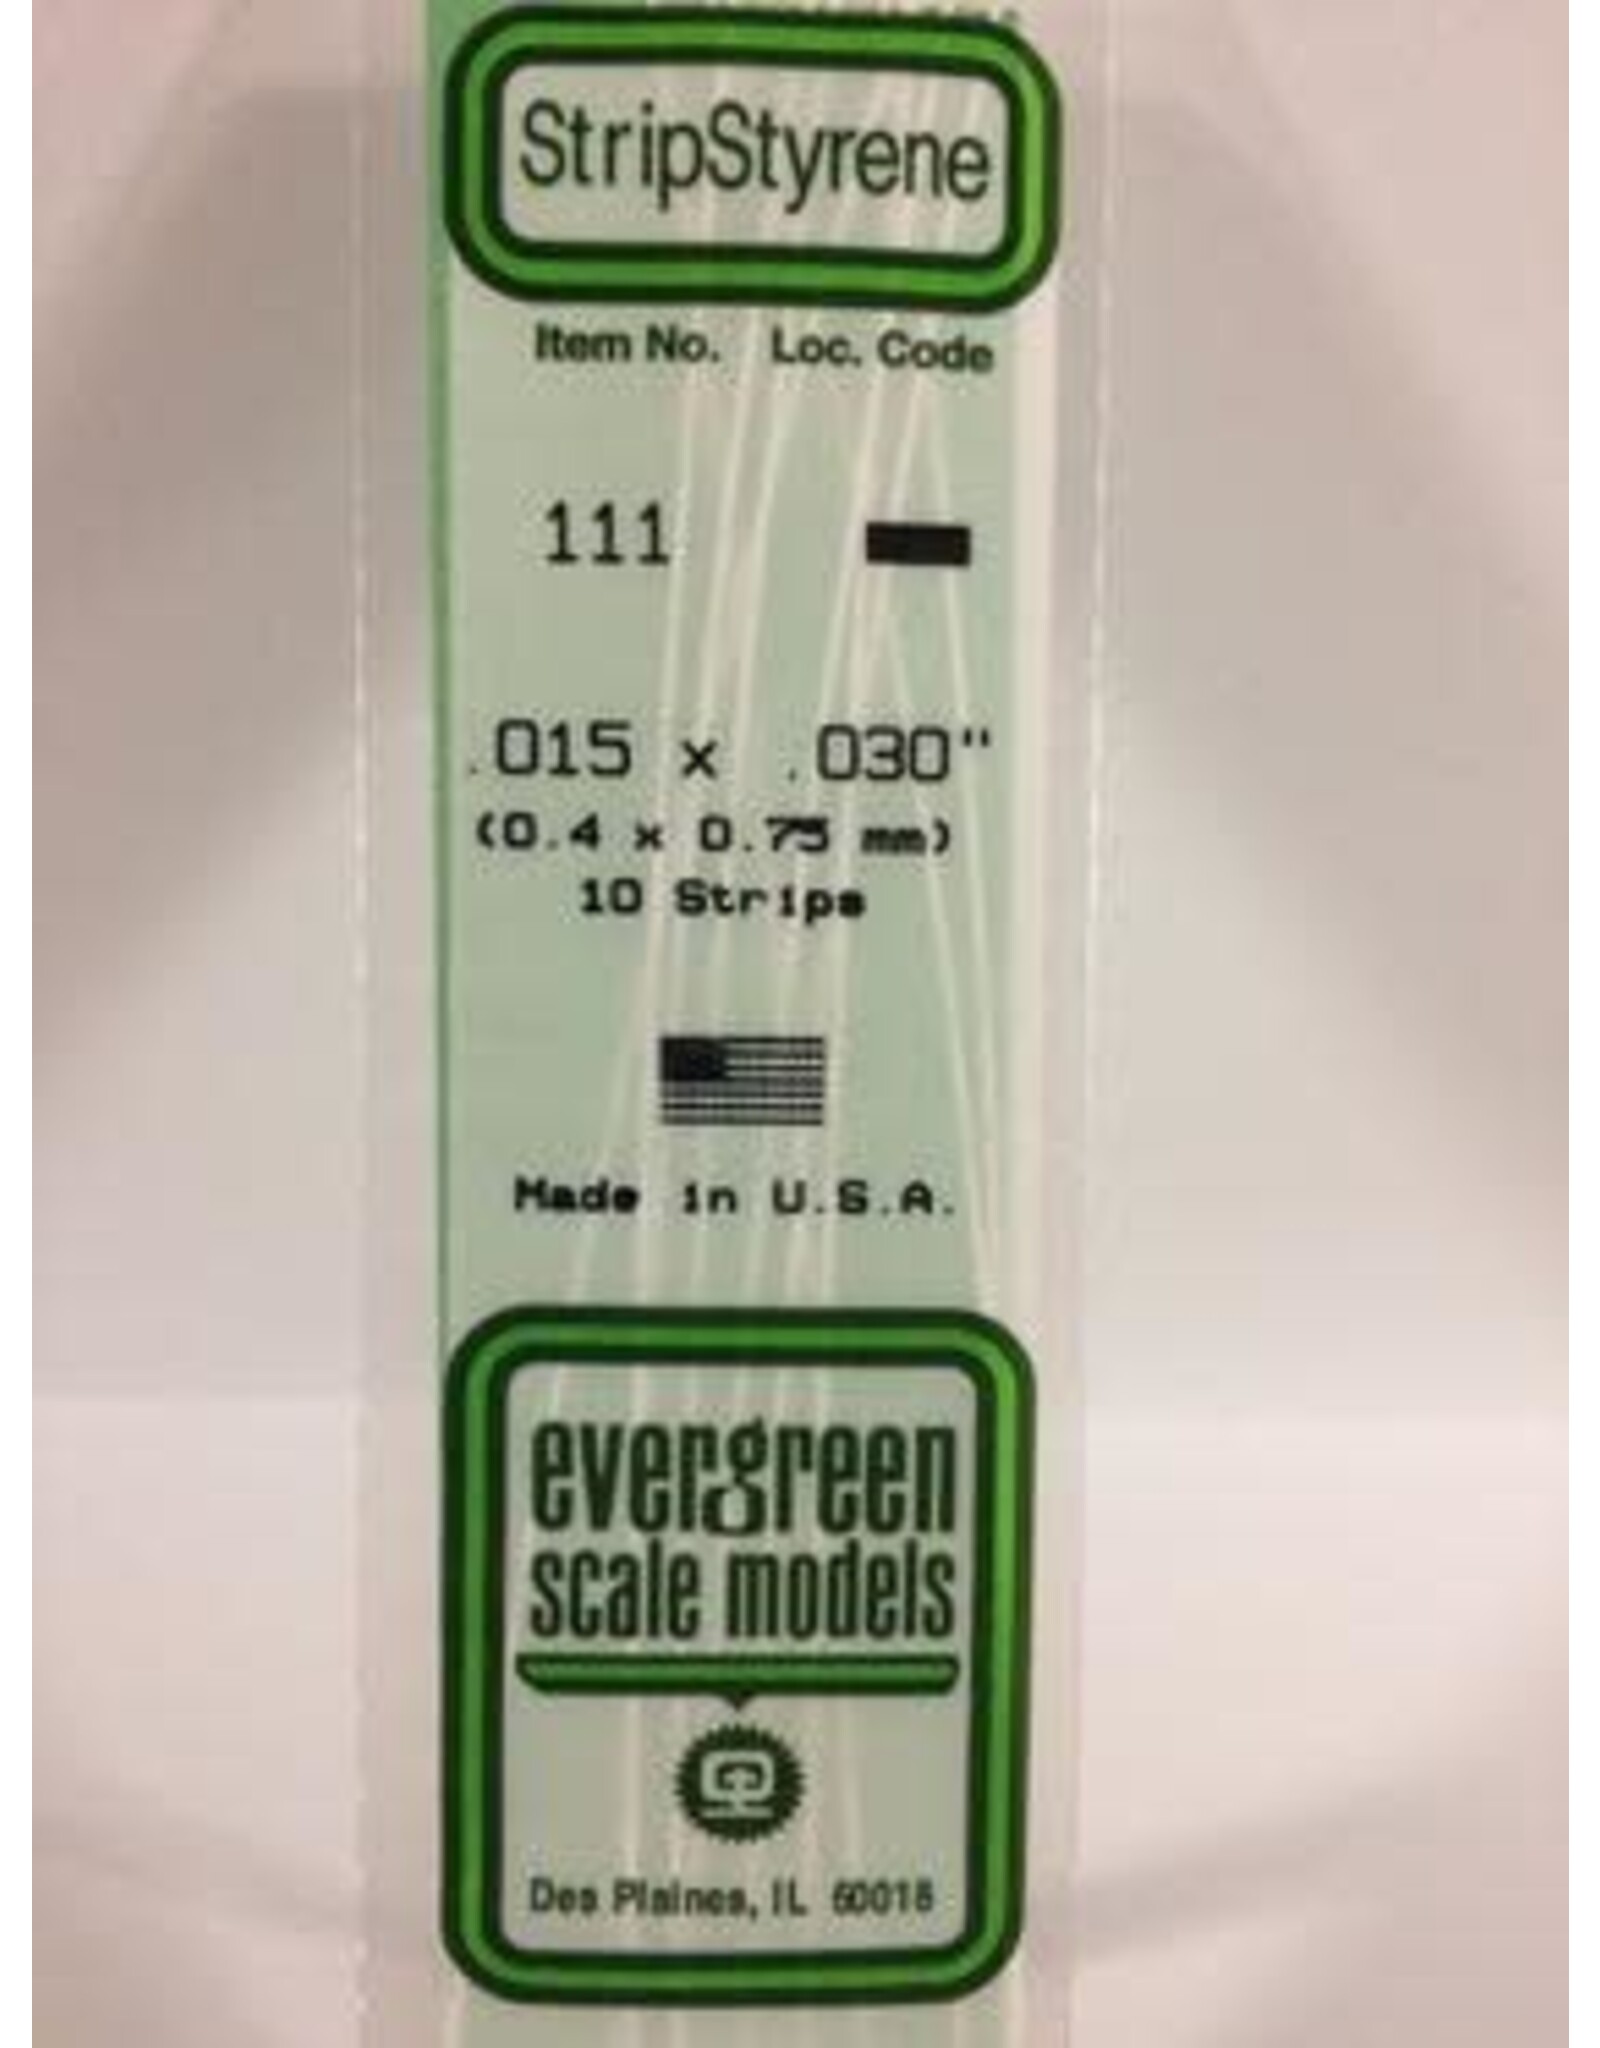 StripStyrene
Item No. Loc. Code
111
.015 x .030"
(0.4 x 0.75 mm)
10 Strips
Made in U.S.A.
evergreen
scale models
Des Plaines, IL 60018